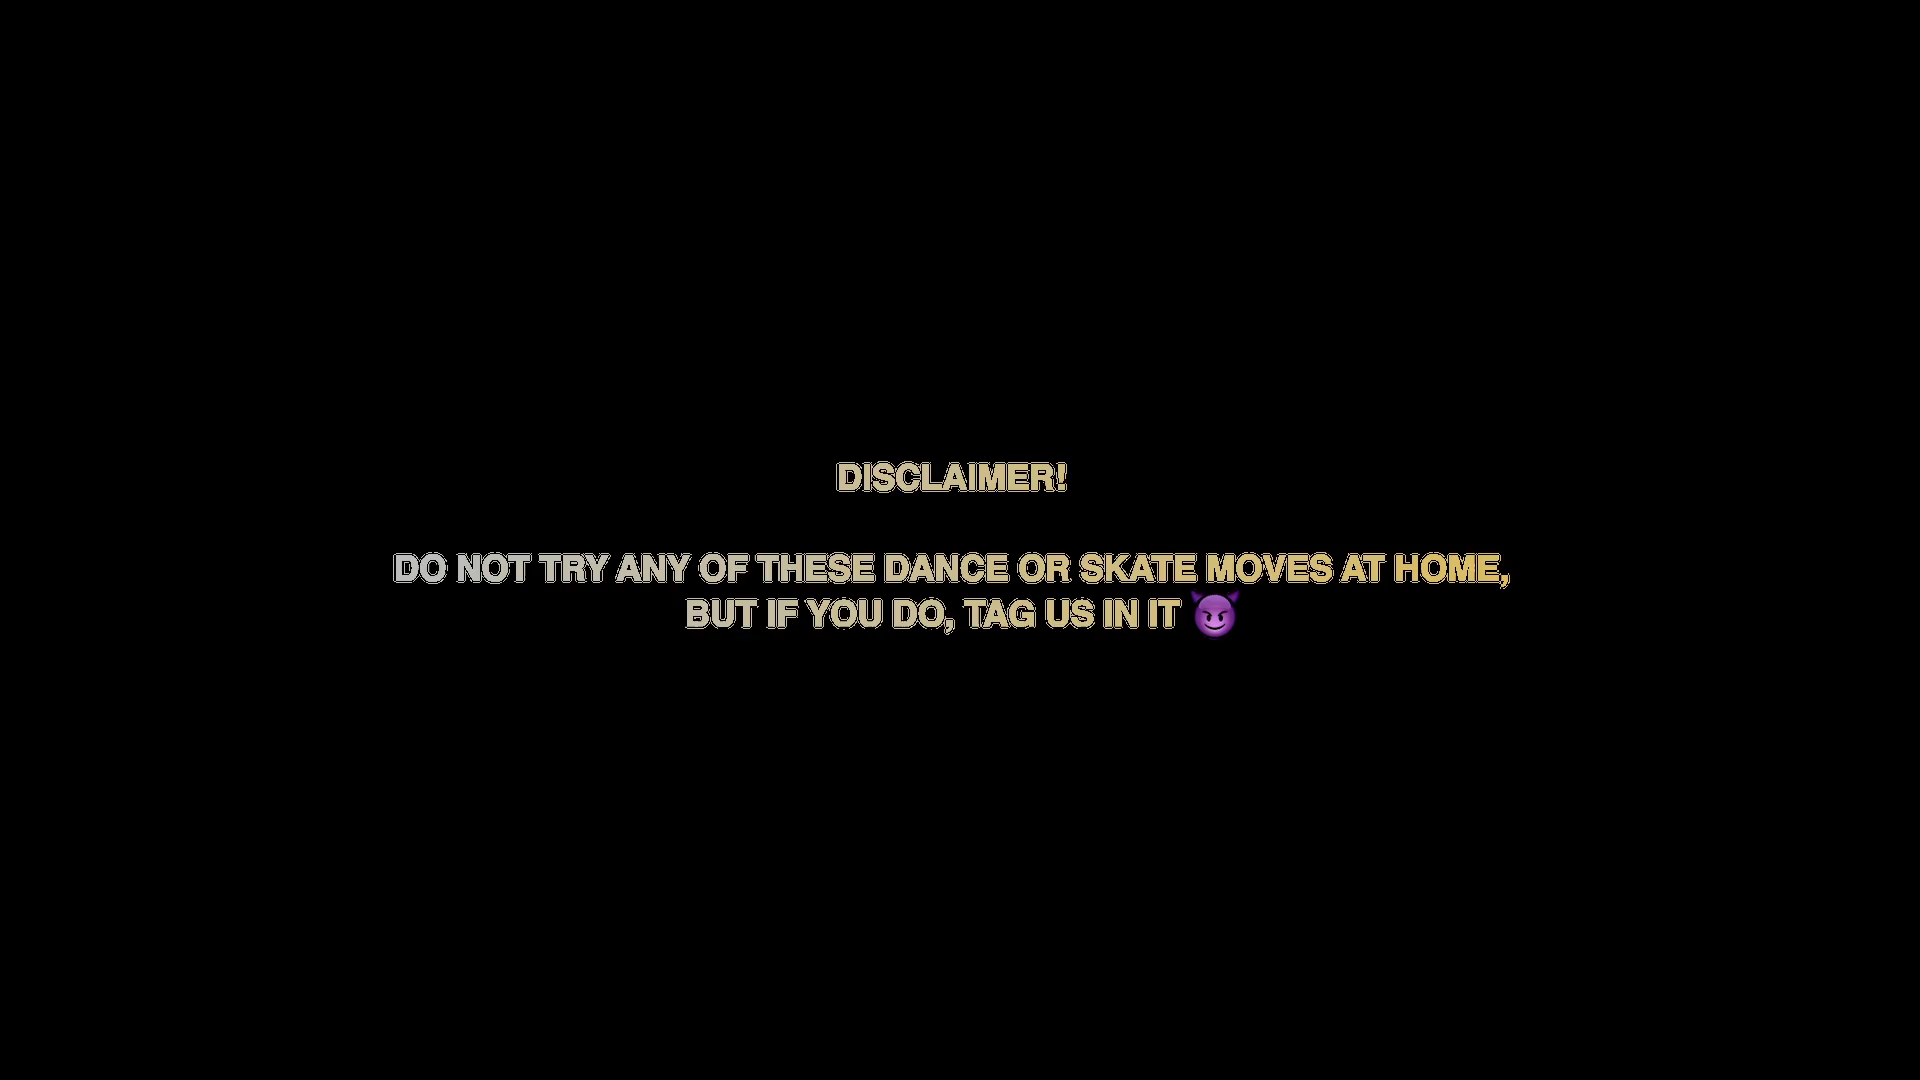 DISCLAIMER!
DO NOT TRY ANY OF THESE DANCE OR SKATE MOVES AT HOME,
BUT IF YOU DO, TAG US IN IT 😈